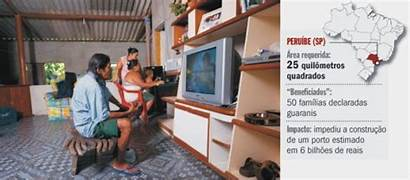 PERUÍBE (SP)
Área requerida:
25 quilômetros
quadrados
“Beneficiados”:
50 famílias declaradas
guaranis
Impacto: impediu a construção
de um porto estimado
em 6 bilhões de reais